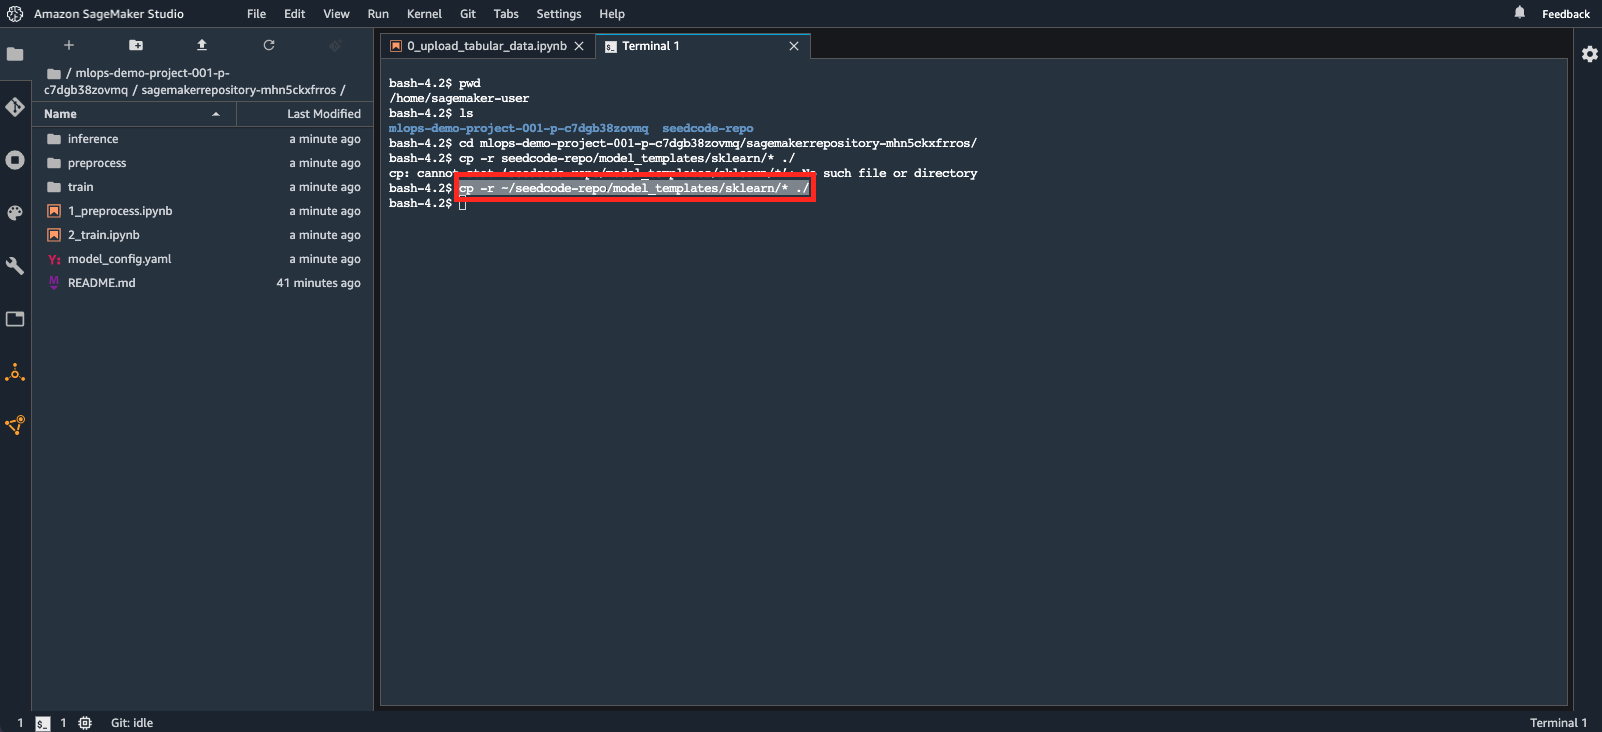 Amazon SageMaker Studio File Edit View Run Kernel Git Tabs Settings Help Feedback
/ mlops-demo-project-001-p-
c7dgb38zovmq / sagemakerrepository-mhn5ckxfrros /
Name Last Modified
inference a minute ago
preprocess a minute ago
train a minute ago
1_preprocess.ipynb a minute ago
2_train.ipynb a minute ago
model_config.yaml a minute ago
README.md 41 minutes ago
0_upload_tabular_data.ipynb
Terminal 1
bash-4.2$ pwd
/home/sagemaker-user
bash-4.2$ ls
mlops-demo-project-001-p-c7dgb38zovmq seedcode-repo
bash-4.2$ cd mlops-demo-project-001-p-c7dgb38zovmq/sagemakerrepository-mhn5ckxfrros/
bash-4.2$ cp -r seedcode-repo/model_templates/sklearn/* ./
cp: cannot stat ‘seedcode-repo/model_templates/sklearn/*’: No such file or directory
bash-4.2$ cp -r ~/seedcode-repo/model_templates/sklearn/* ./
bash-4.2$
1 $_ 1 Git: idle Terminal 1